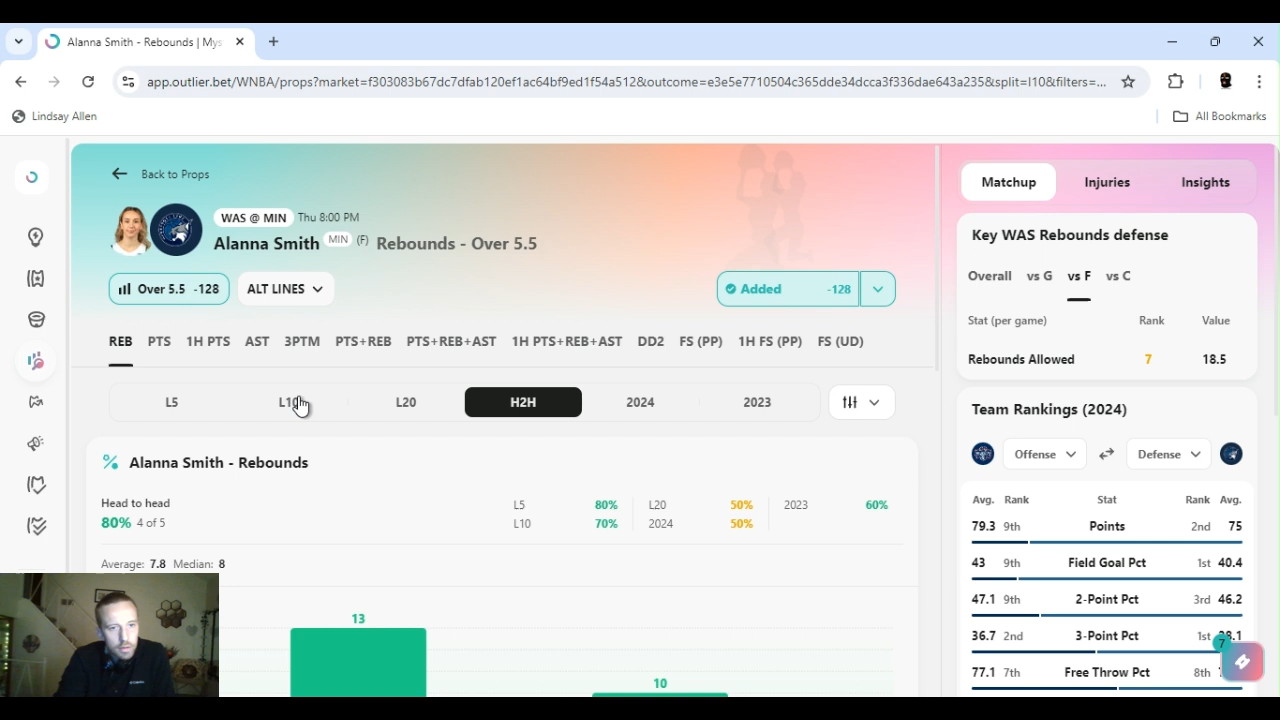 Alanna Smith - Rebounds | Mys
app.outlier.bet/WNBA/props?market=f303083b67dc7dfab120ef1ac64bf9ed1f54a512&outcome=e3e5e7710504c365dde34dcca3f336dae643a235&split=l10&filters=...
Lindsay Allen
All Bookmarks
Back to Props
WAS @ MIN Thu 8:00 PM
Alanna Smith MIN (F) Rebounds - Over 5.5
Over 5.5 -128 ALT LINES
Added -128
REB PTS 1H PTS AST 3PTM PTS+REB PTS+REB+AST 1H PTS+REB+AST DD2 FS (PP) 1H FS (PP) FS (UD)
L5 L10 L20 H2H 2024 2023
Alanna Smith - Rebounds
Head to head
80% 4 of 5
L5 80% L20 50% 2023 60%
L10 70% 2024 50%
Average: 7.8 Median: 8
13
10
Matchup Injuries Insights
Key WAS Rebounds defense
Overall vs G vs F vs C
Stat (per game) Rank Value
Rebounds Allowed 7 18.5
Team Rankings (2024)
Offense Defense
Avg. Rank Stat Rank Avg.
79.3 9th Points 2nd 75
43 9th Field Goal Pct 1st 40.4
47.1 9th 2-Point Pct 3rd 46.2
36.7 2nd 3-Point Pct 1st
77.1 7th Free Throw Pct 8th
7